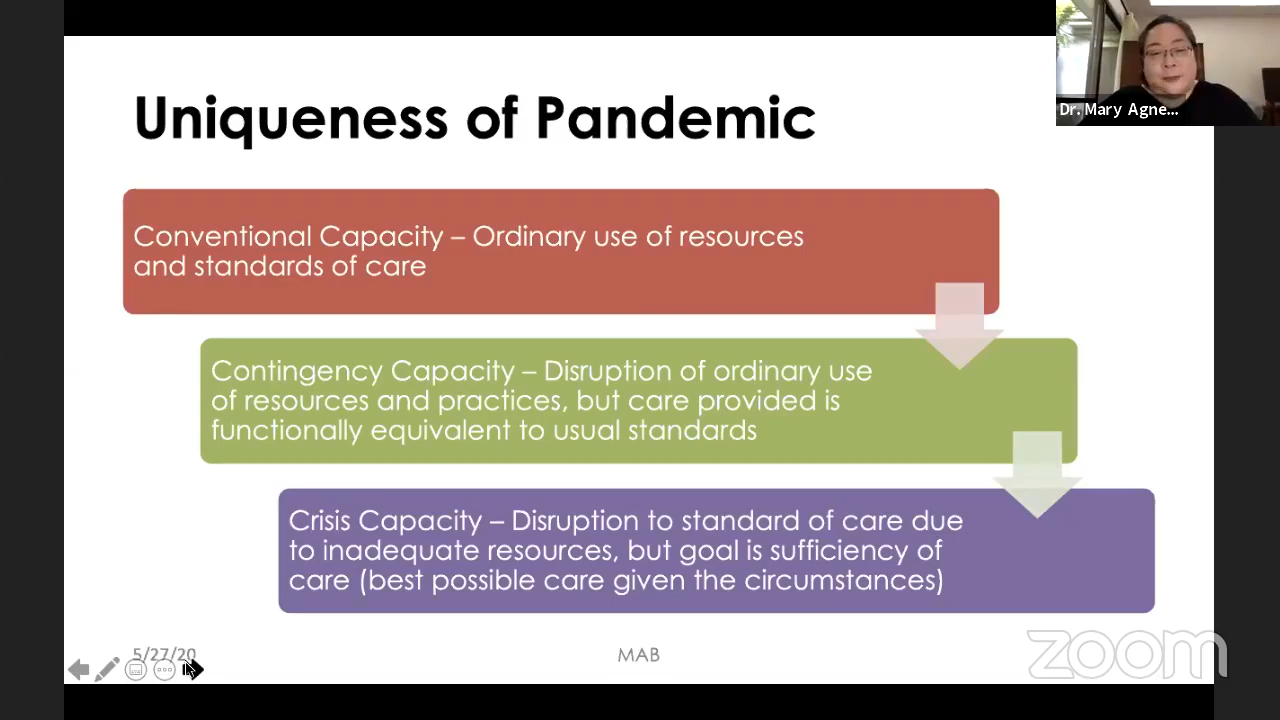 Dr. Mary Agne...
Uniqueness of Pandemic
Conventional Capacity – Ordinary use of resources
and standards of care
Contingency Capacity – Disruption of ordinary use
of resources and practices, but care provided is
functionally equivalent to usual standards
Crisis Capacity – Disruption to standard of care due
to inadequate resources, but goal is sufficiency of
care (best possible care given the circumstances)
5/27/20
MAB
zoom